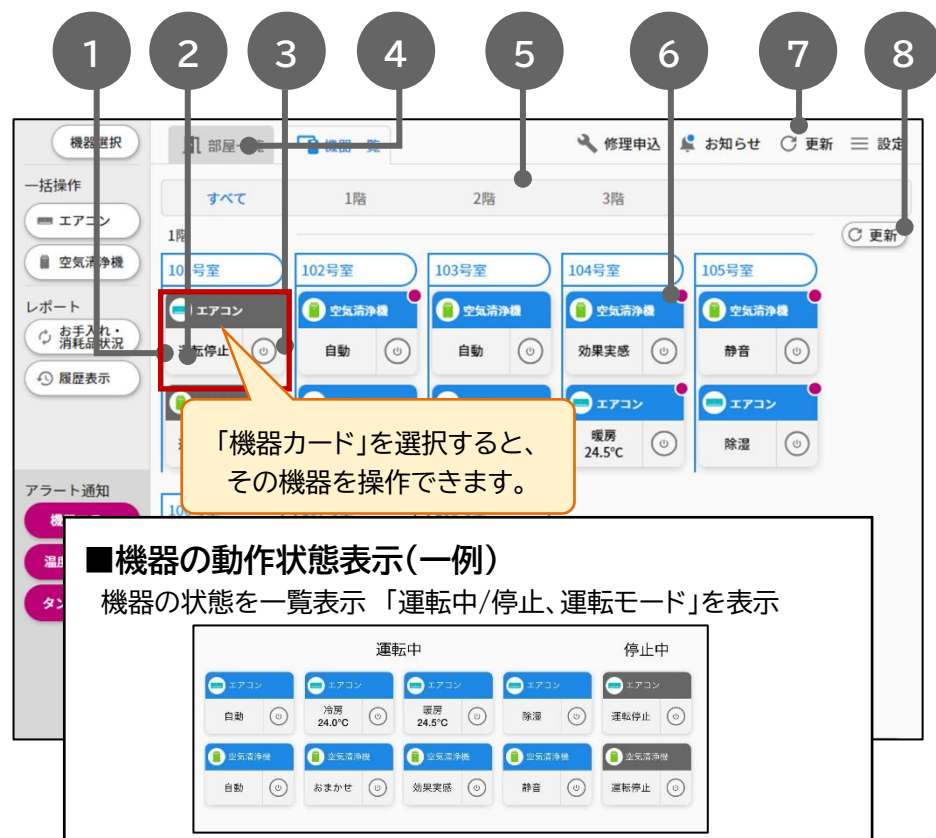 1 2 3 4 5 6 7 8
機器選択
部屋一覧
機器一覧
修理申込
お知らせ
更新
設定
一括操作
エアコン
空気清浄機
レポート
お手入れ・
消耗品状況
履歴表示
アラート通知
すべて 1階 2階 3階
1階
更新
101号室 102号室 103号室 104号室 105号室
エアコン 空気清浄機 空気清浄機 空気清浄機 空気清浄機
運転停止 自動 自動 効果実感 静音
エアコン エアコン
暖房
24.5℃
除湿
「機器カード」を選択すると、
その機器を操作できます。
■機器の動作状態表示(一例)
機器の状態を一覧表示 「運転中/停止、運転モード」を表示
運転中 停止中
エアコン エアコン エアコン エアコン エアコン
自動 冷房 24.0℃ 暖房 24.5℃ 除湿 運転停止
空気清浄機 空気清浄機 空気清浄機 空気清浄機 空気清浄機
自動 おまかせ 効果実感 静音 運転停止